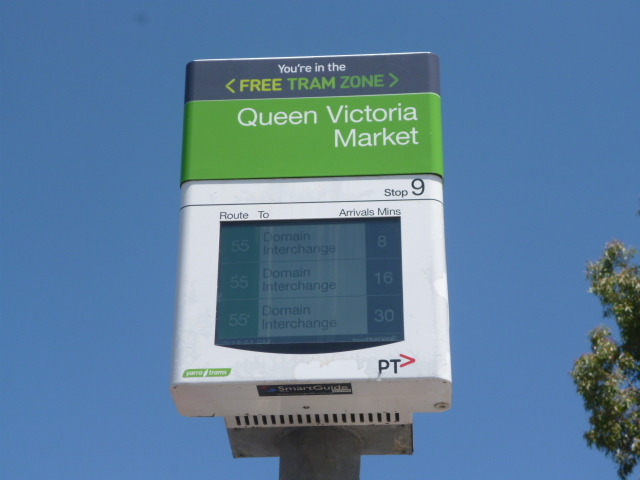 You're in the
< FREE TRAM ZONE >
Queen Victoria
Market
Stop 9
Route To Arrivals Mins
55 Domain Interchange 8
55 Domain Interchange 16
55 Domain Interchange 30
yarra trams
PT>
SmartGuide